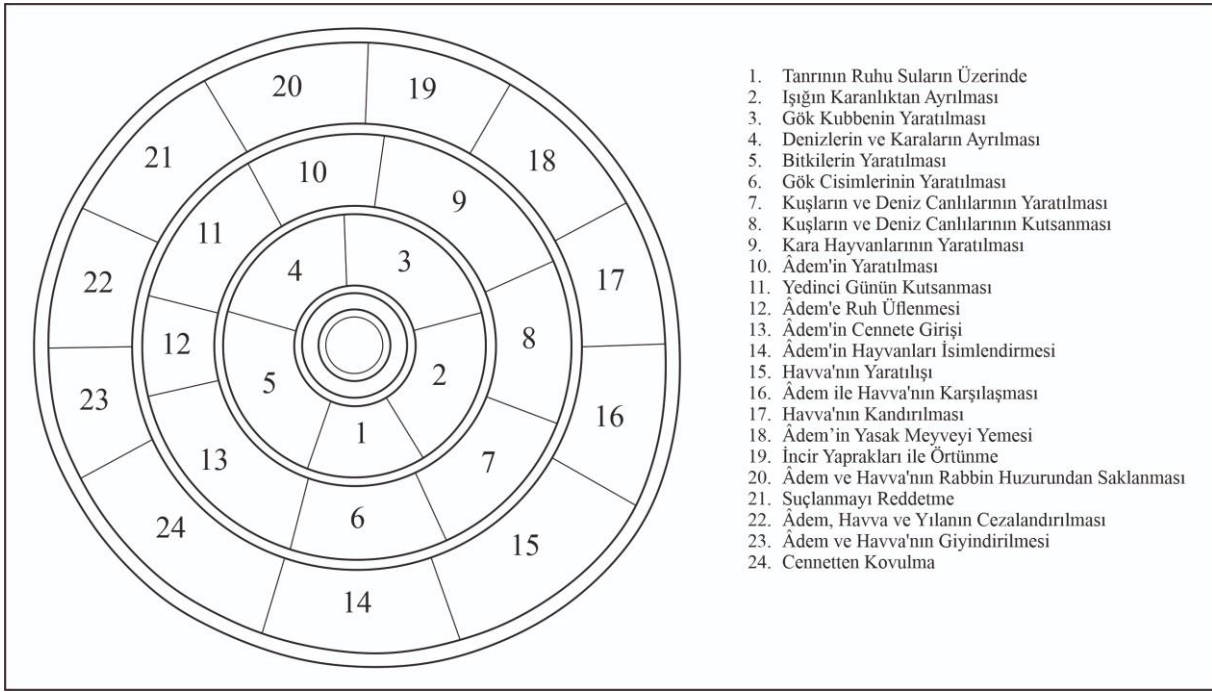 20
19
21
18
10
9
11
4
3
22
17
12
8
5
2
23
16
1
13
7
6
24
15
14
1. Tanrının Ruhu Suların Üzerinde
2. Işığın Karanlıktan Ayrılması
3. Gök Kubbenin Yaratılması
4. Denizlerin ve Karaların Ayrılması
5. Bitkilerin Yaratılması
6. Gök Cisimlerinin Yaratılması
7. Kuşların ve Deniz Canlılarının Yaratılması
8. Kuşların ve Deniz Canlılarının Kutsanması
9. Kara Hayvanlarının Yaratılması
10. Âdem'in Yaratılması
11. Yedinci Günün Kutsanması
12. Âdem'e Ruh Üflenmesi
13. Âdem'in Cennete Girişi
14. Âdem'in Hayvanları İsimlendirmesi
15. Havva'nın Yaratılışı
16. Âdem ile Havva'nın Karşılaşması
17. Havva'nın Kandırılması
18. Âdem’in Yasak Meyveyi Yemesi
19. İncir Yaprakları ile Örtünme
20. Âdem ve Havva'nın Rabbin Huzurundan Saklanması
21. Suçlanmayı Reddetme
22. Âdem, Havva ve Yılanın Cezalandırılması
23. Âdem ve Havva'nın Giyindirilmesi
24. Cennetten Kovulma